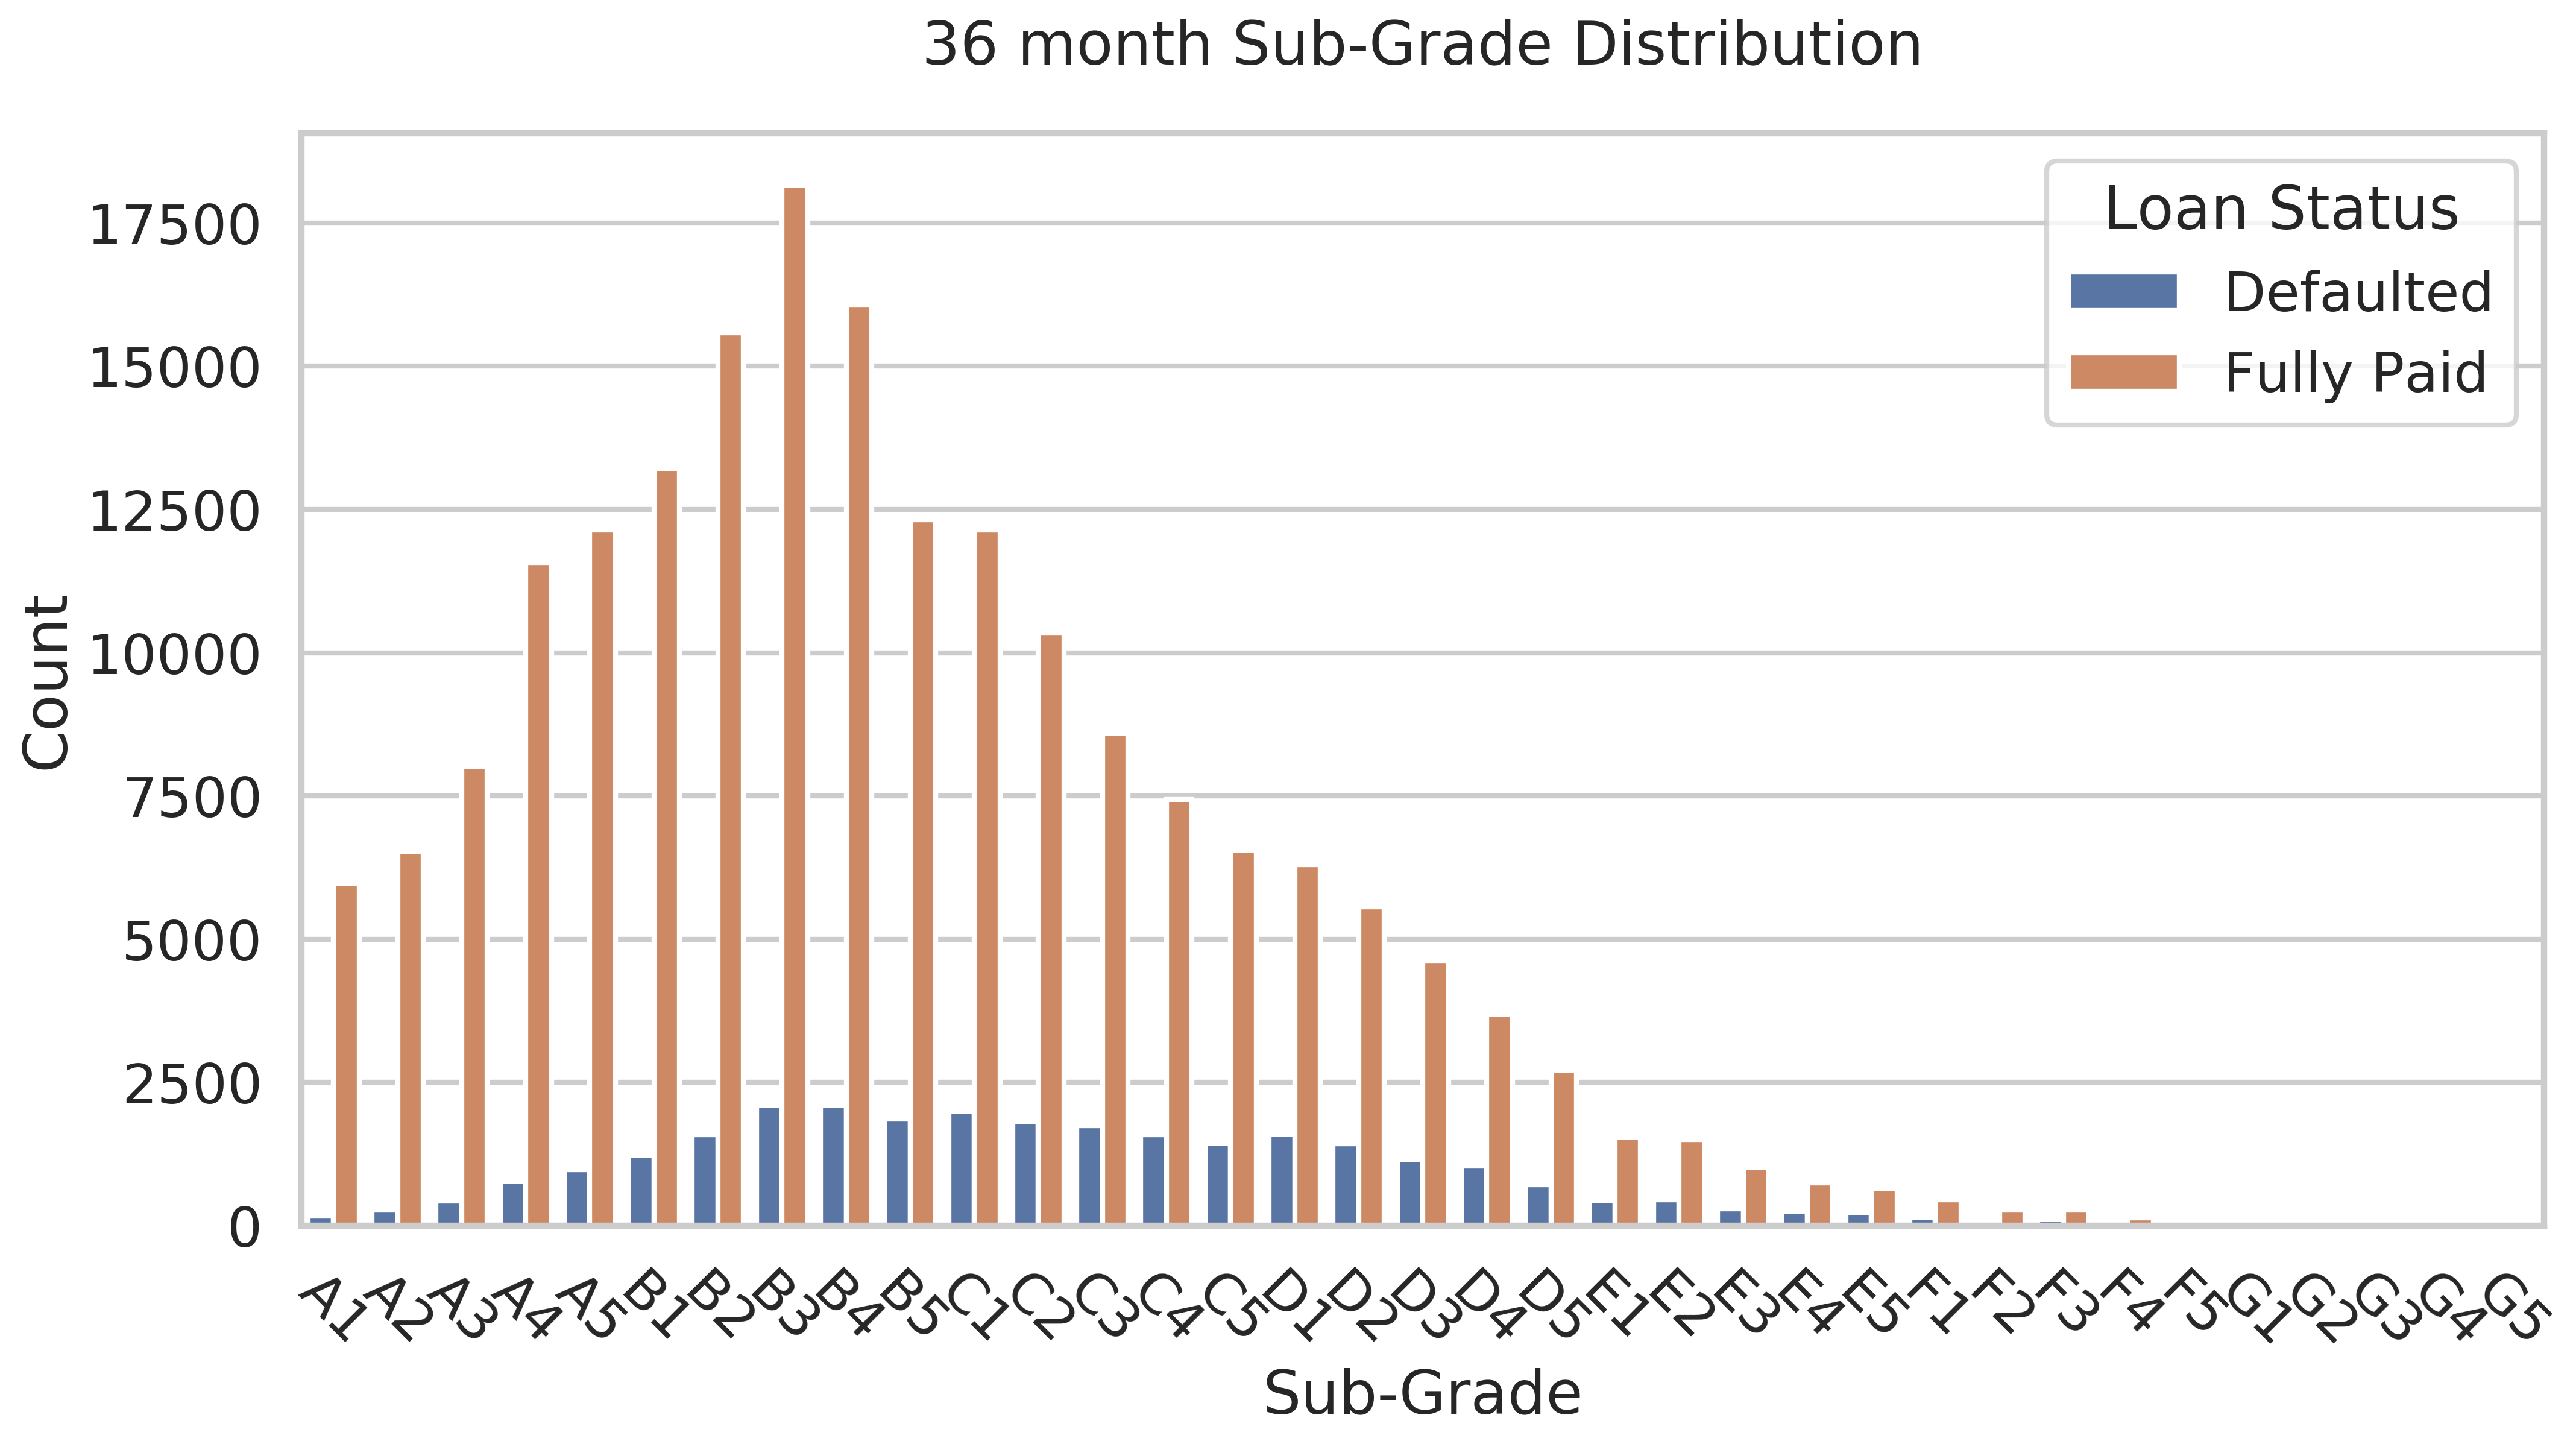 36 month Sub-Grade Distribution
Loan Status
Defaulted
Fully Paid
Count
17500
15000
12500
10000
7500
5000
2500
0
A1 A2 A3 A4 A5 B1 B2 B3 B4 B5 C1 C2 C3 C4 C5 D1 D2 D3 D4 D5 E1 E2 E3 E4 E5 F1 F2 F3 F4 F5 G1 G2 G3 G4 G5
Sub-Grade